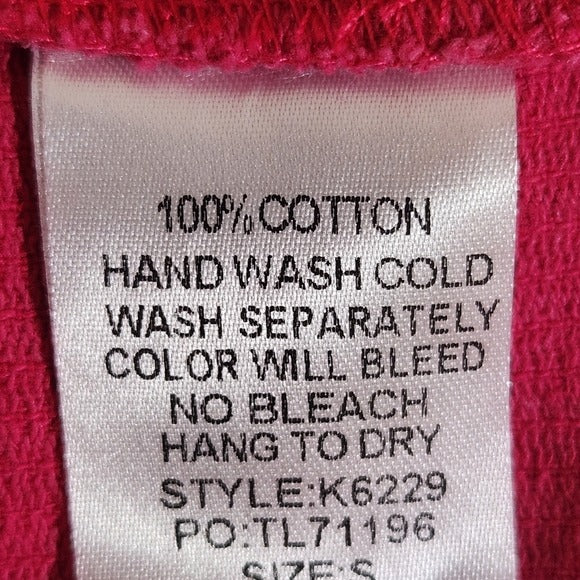 100% COTTON
HAND WASH COLD
WASH SEPARATELY
COLOR WILL BLEED
NO BLEACH
HANG TO DRY
STYLE:K6229
PO:TL71196
SIZE:S